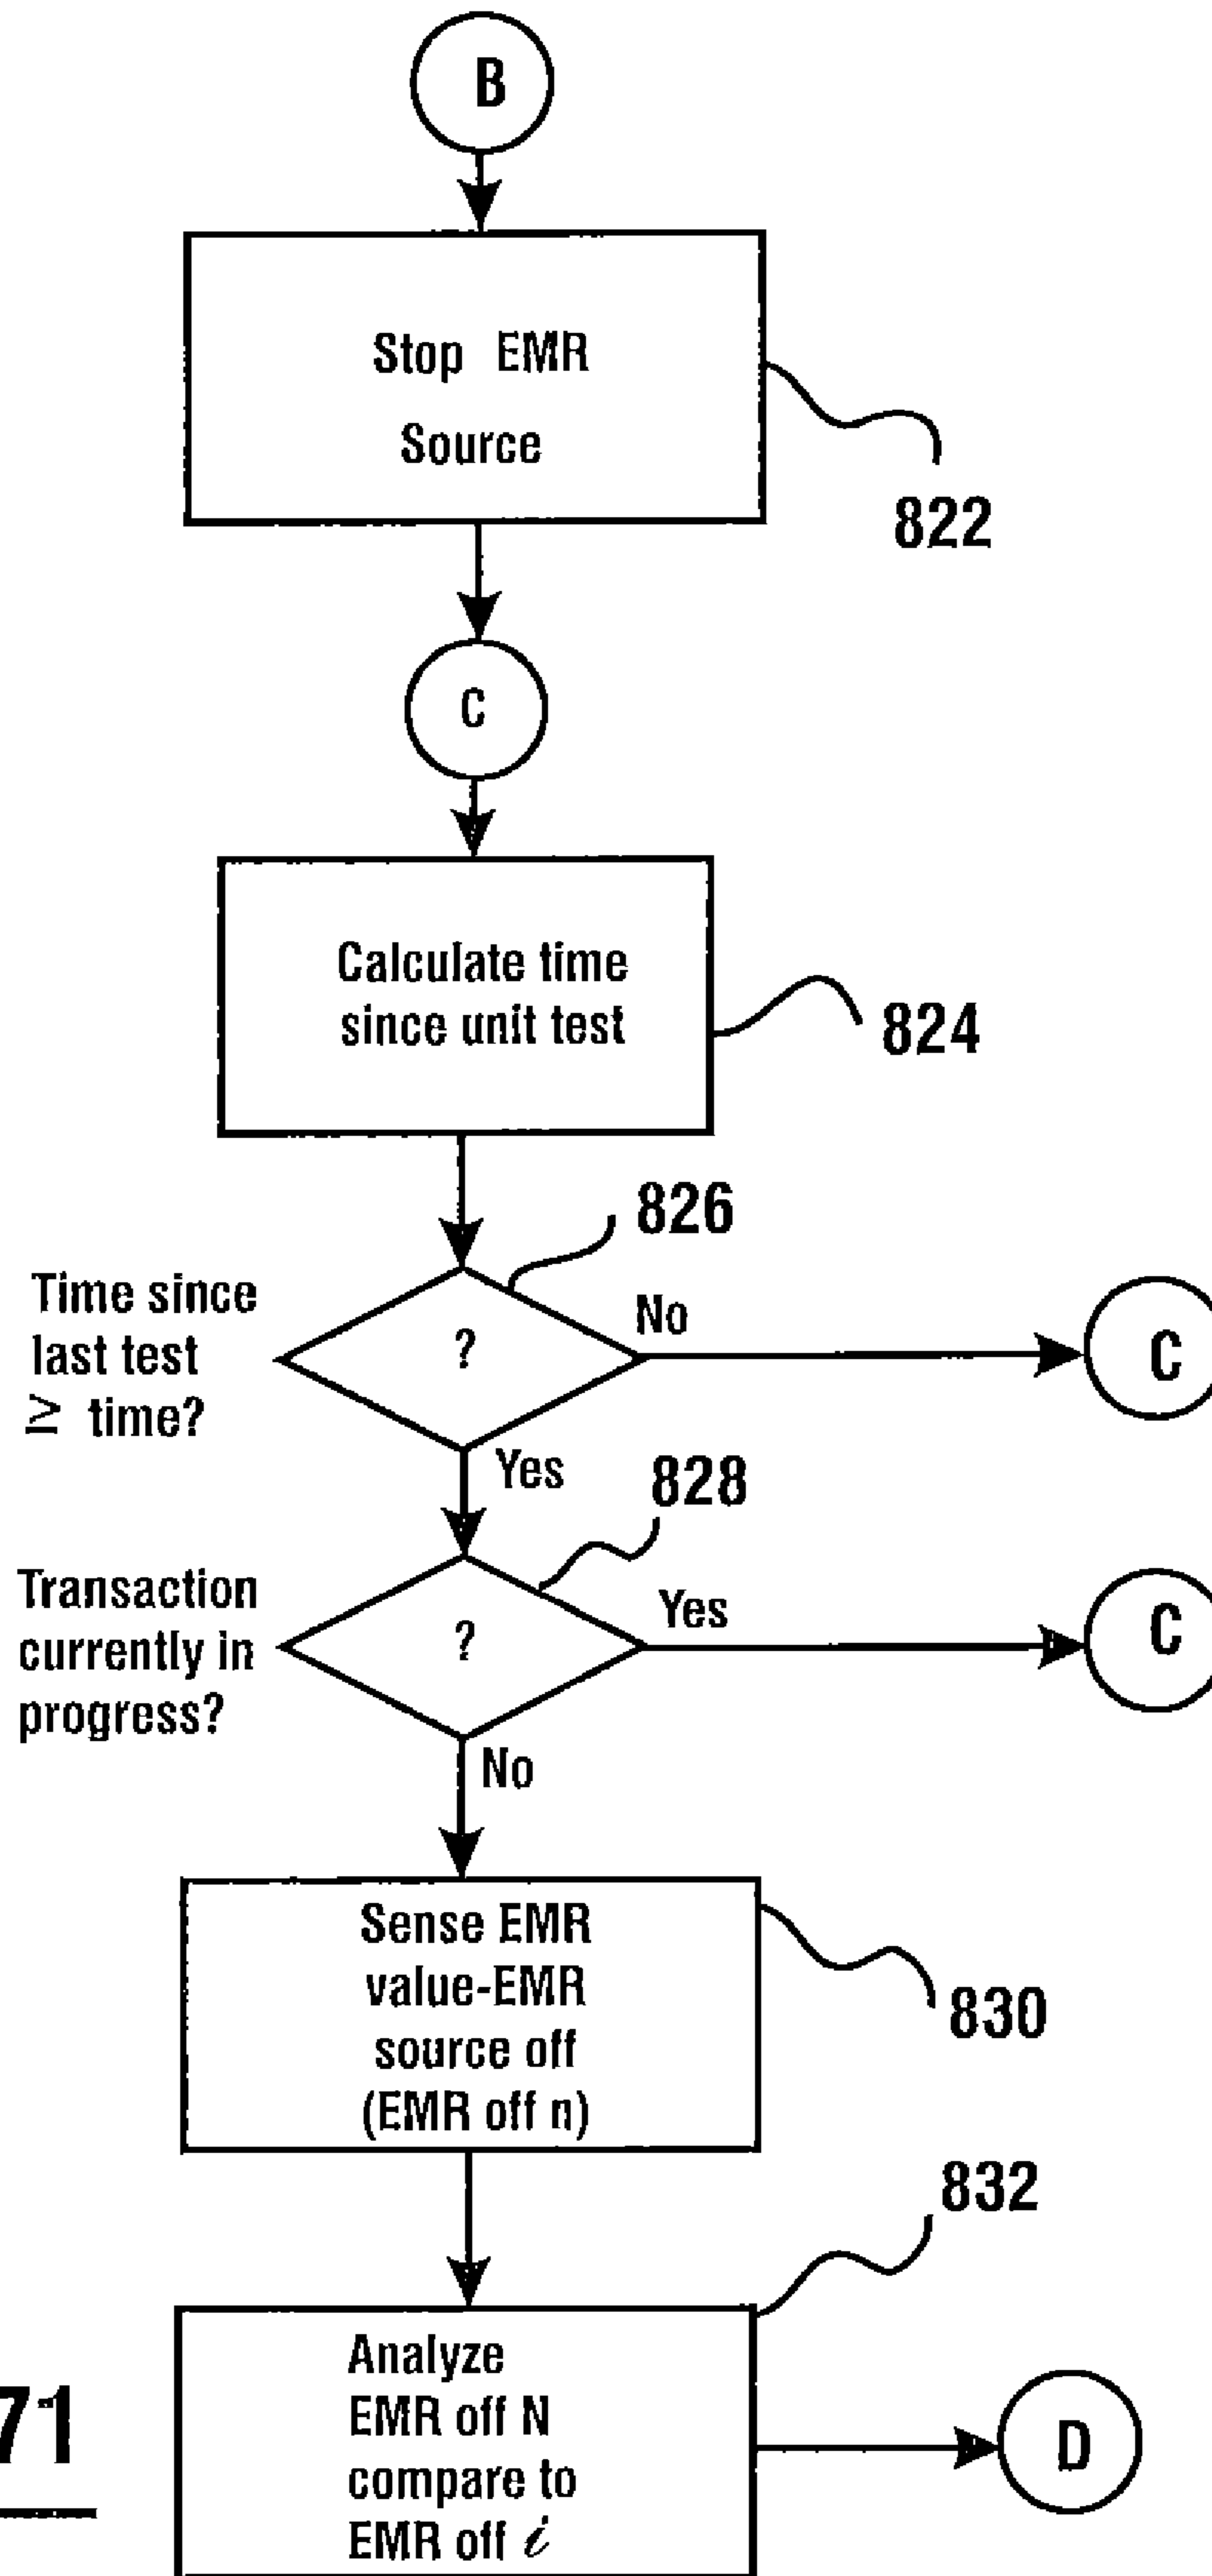 B
Stop EMR
Source
822
C
Calculate time
since unit test
824
826
Time since
last test
≥ time?
?
No
C
Yes
828
Transaction
currently in
progress?
?
Yes
C
No
Sense EMR
value-EMR
source off
(EMR off n)
830
832
Analyze
EMR off N
compare to
EMR off i
D
71